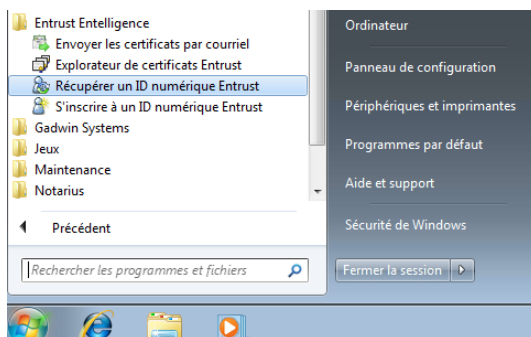 Entrust Entelligence
Envoyer les certificats par courriel
Explorateur de certificats Entrust
Récupérer un ID numérique Entrust
S'inscrire à un ID numérique Entrust
Gadwin Systems
Jeux
Maintenance
Notarius
Précédent
Rechercher les programmes et fichiers
Ordinateur
Panneau de configuration
Périphériques et imprimantes
Programmes par défaut
Aide et support
Sécurité de Windows
Fermer la session